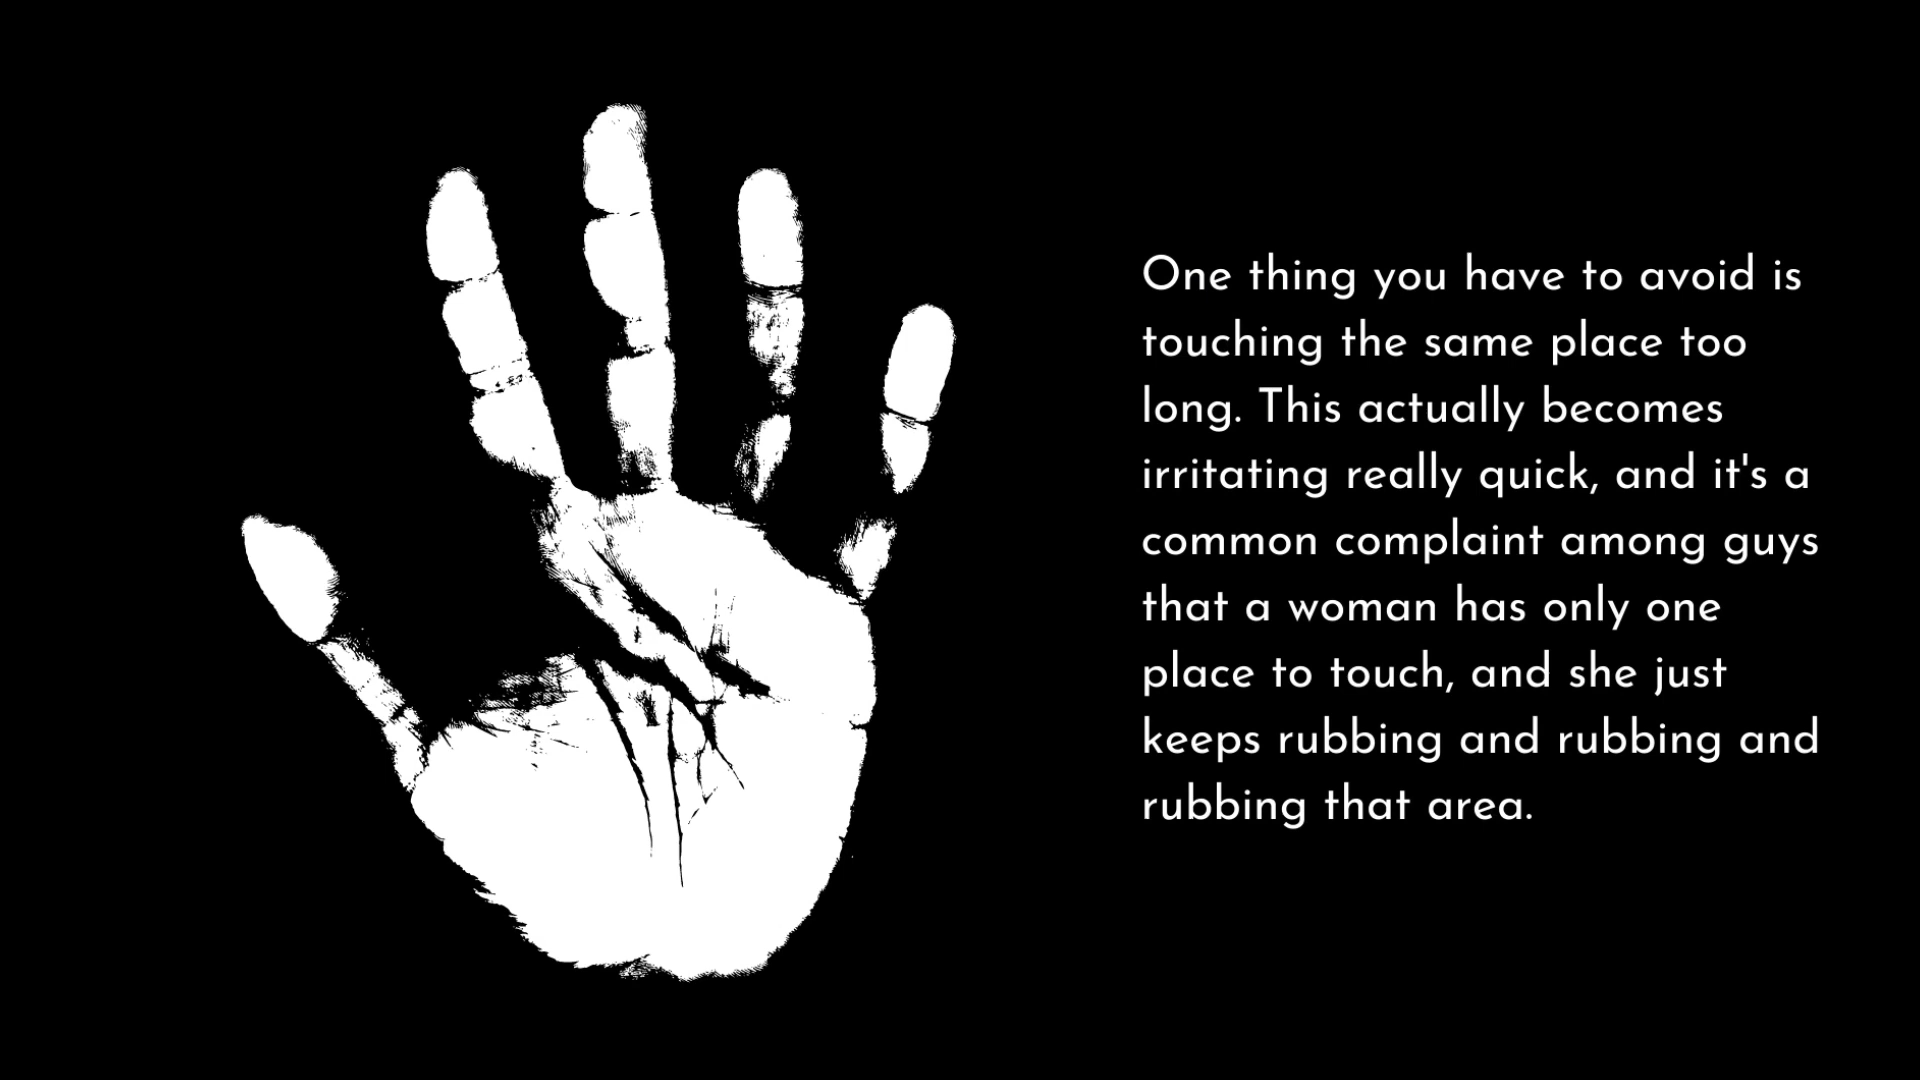 One thing you have to avoid is
touching the same place too
long. This actually becomes
irritating really quick, and it's a
common complaint among guys
that a woman has only one
place to touch, and she just
keeps rubbing and rubbing and
rubbing that area.